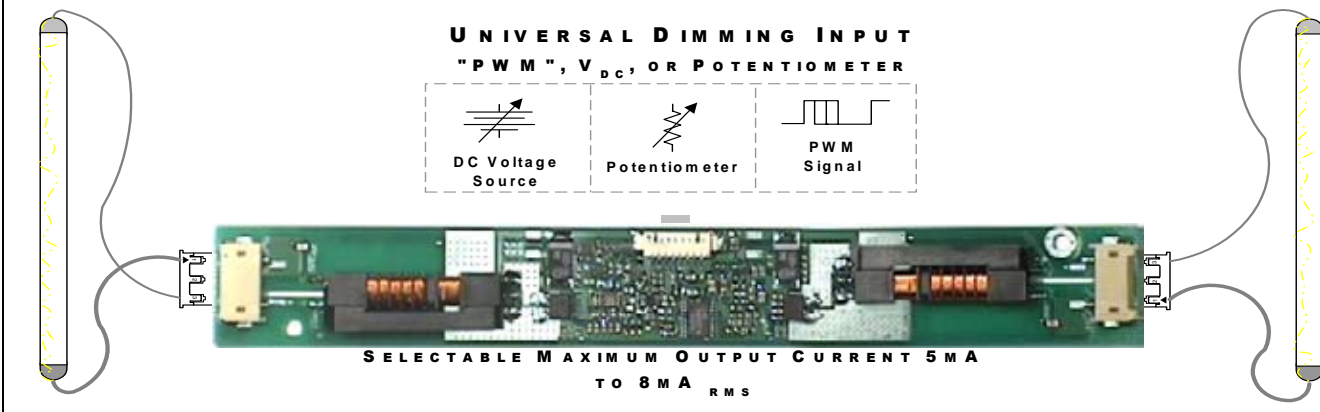 UNIVERSAL DIMMING INPUT
"PWM", VDC, OR POTENTIOMETER
DC Voltage
Source
Potentiometer
PWM
Signal
SELECTABLE MAXIMUM OUTPUT CURRENT 5MA
TO 8MA RMS